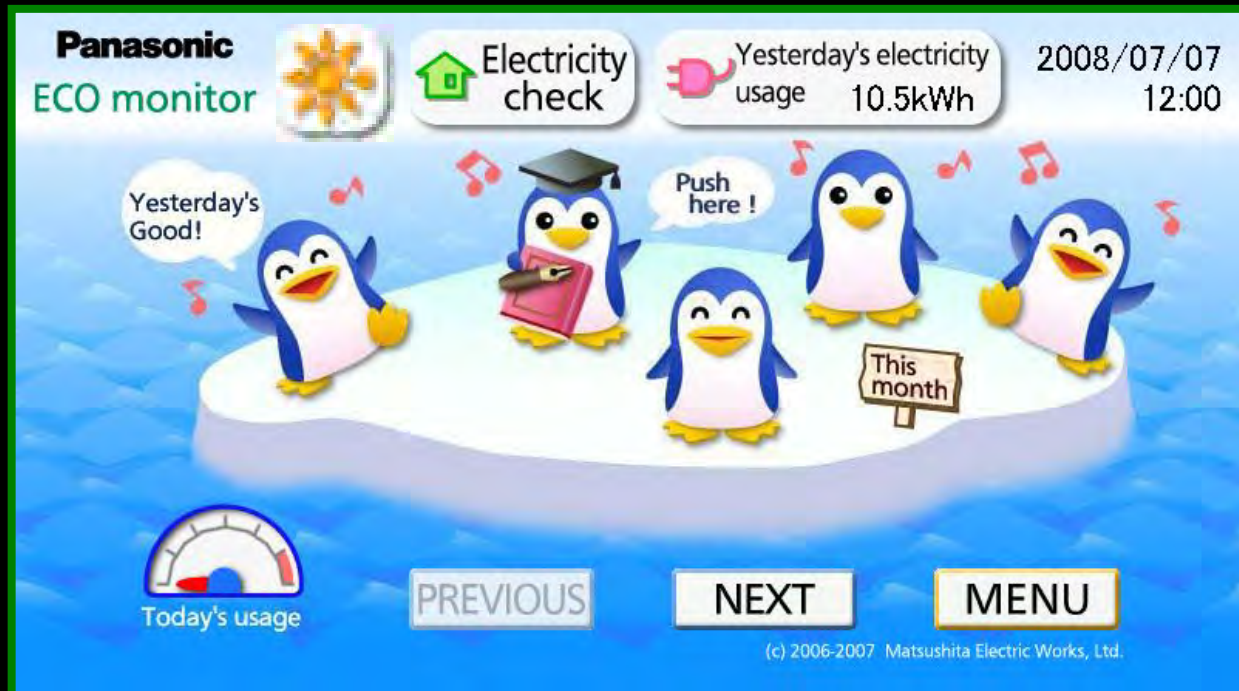 Panasonic
ECO monitor
Electricity
check
Yesterday's electricity
usage 10.5kWh
2008/07/07
12:00
Yesterday's
Good!
Push
here !
This
month
Today's usage
PREVIOUS
NEXT
MENU
(c) 2006-2007 Matsushita Electric Works, Ltd.